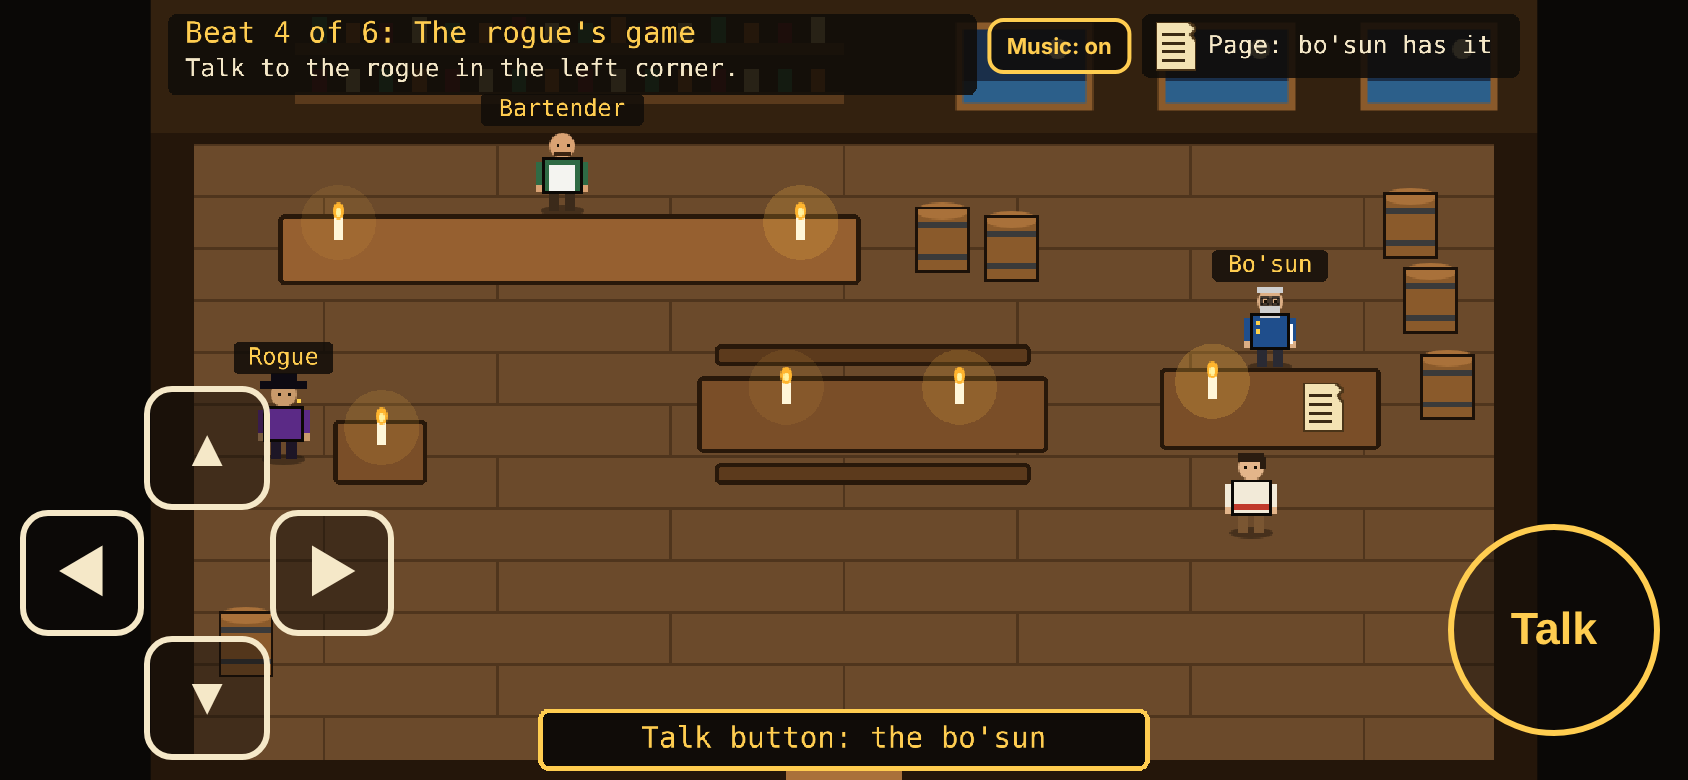 Beat 4 of 6: The rogue's game
Talk to the rogue in the left corner.
Music: on
Page: bo'sun has it
Bartender
Bo'sun
Rogue
Talk
Talk button: the bo'sun